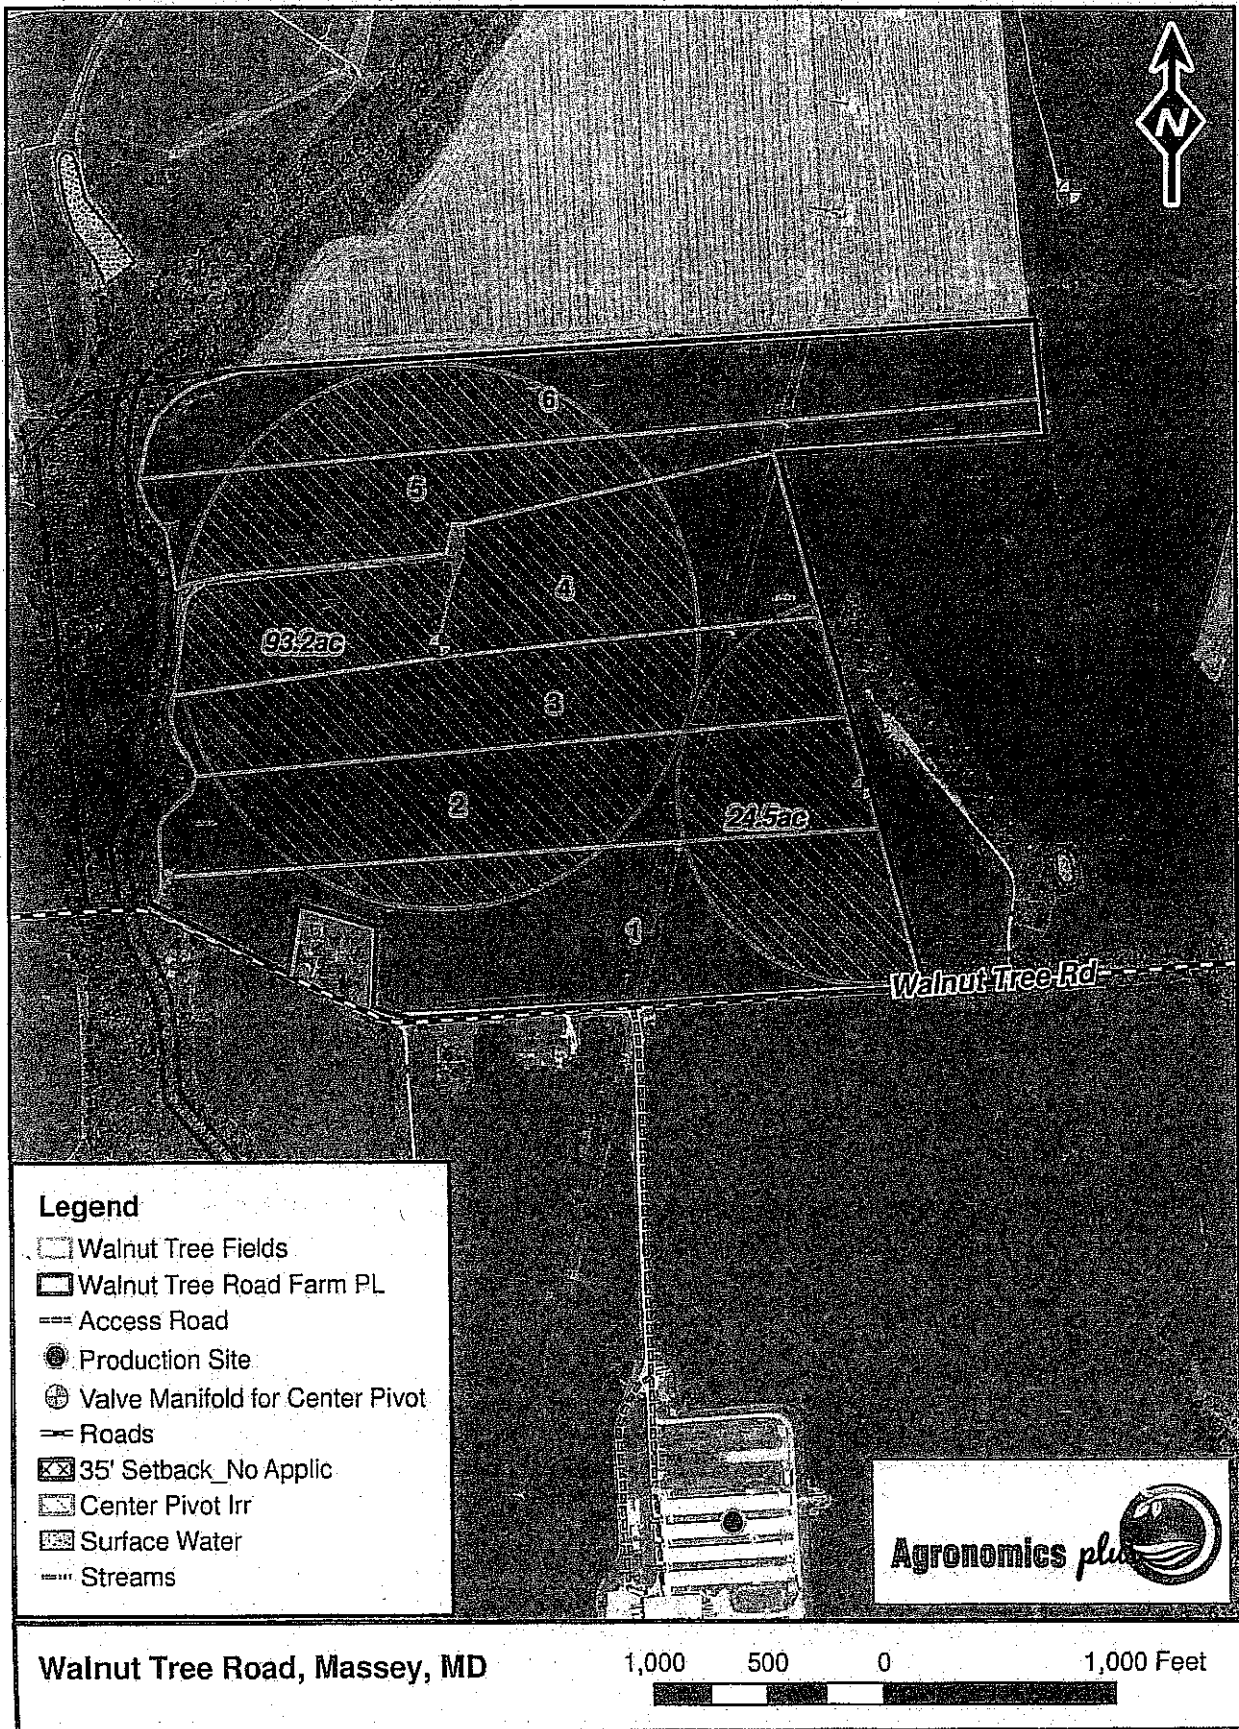 N
6
5
4
93.2ac
3
2
24.5ac
1
Walnut Tree Rd
Legend
Walnut Tree Fields
Walnut Tree Road Farm PL
Access Road
Production Site
Valve Manifold for Center Pivot
Roads
35' Setback_No Applic
Center Pivot Irr
Surface Water
Streams
Agronomics plus
Walnut Tree Road, Massey, MD
1,000 500 0 1,000 Feet